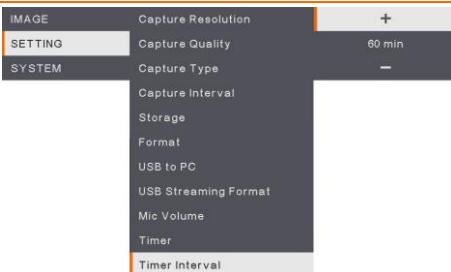 IMAGE
SETTING
SYSTEM
Capture Resolution
Capture Quality
Capture Type
Capture Interval
Storage
Format
USB to PC
USB Streaming Format
Mic Volume
Timer
Timer Interval
+
60 min
−